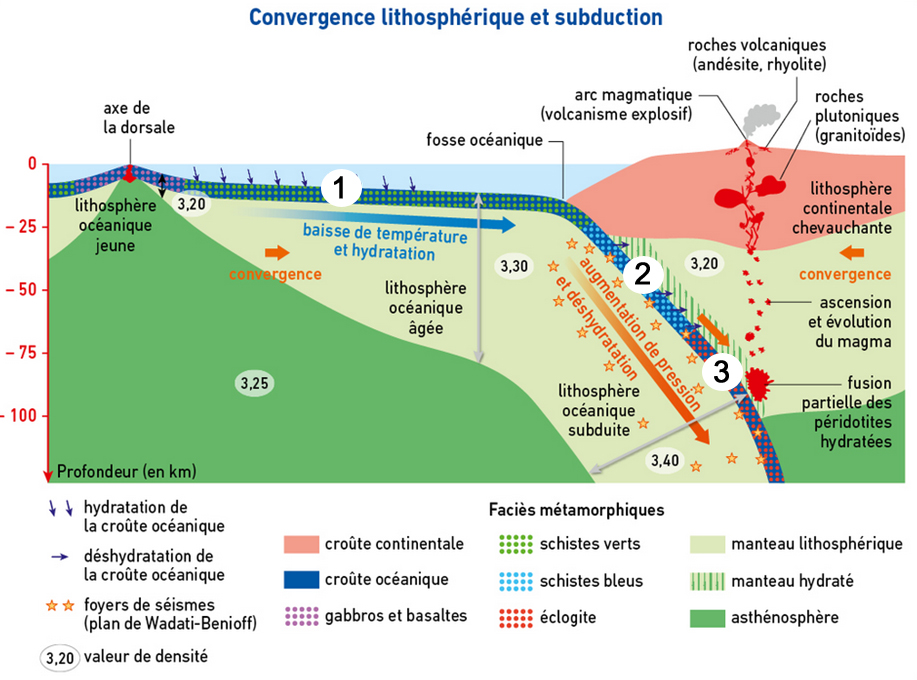 Convergence lithosphérique et subduction
roches volcaniques
(andésite, rhyolite)
axe de
la dorsale
arc magmatique
(volcanisme explosif)
roches
plutoniques
(granitoïdes)
fosse océanique
0
- 25
- 50
- 75
- 100
1
3,20
lithosphère
océanique
jeune
baisse de température
et hydratation
lithosphère
continentale
chevauchante
convergence
3,30
2
3,20
convergence
augmentation de pression
et déshydratation
lithosphère
océanique
âgée
ascension
et évolution
du magma
3
3,25
lithosphère
océanique
subduite
fusion
partielle des
péridotites
hydratées
3,40
Profondeur (en km)
hydratation de
la croûte océanique
déshydratation de
la croûte océanique
foyers de séismes
(plan de Wadati-Benioff)
3,20 valeur de densité
croûte continentale
croûte océanique
gabbros et basaltes
Faciès métamorphiques
schistes verts
schistes bleus
éclogite
manteau lithosphérique
manteau hydraté
asthénosphère